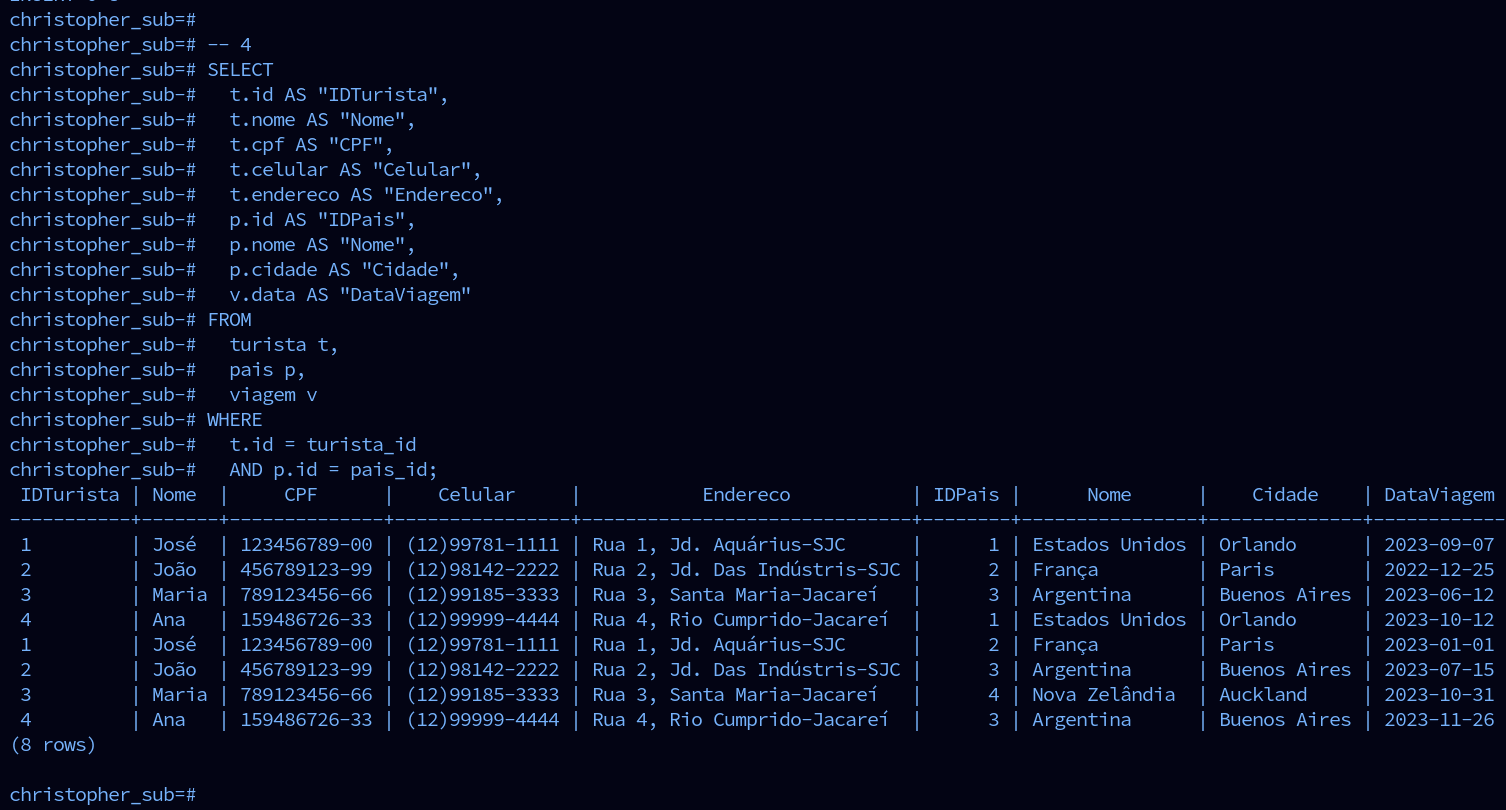 christopher_sub=#
christopher_sub=# -- 4
christopher_sub=# SELECT
christopher_sub-#   t.id AS "IDTurista",
christopher_sub-#   t.nome AS "Nome",
christopher_sub-#   t.cpf AS "CPF",
christopher_sub-#   t.celular AS "Celular",
christopher_sub-#   t.endereco AS "Endereco",
christopher_sub-#   p.id AS "IDPais",
christopher_sub-#   p.nome AS "Nome",
christopher_sub-#   p.cidade AS "Cidade",
christopher_sub-#   v.data AS "DataViagem"
christopher_sub-# FROM
christopher_sub-#   turista t,
christopher_sub-#   pais p,
christopher_sub-#   viagem v
christopher_sub-# WHERE
christopher_sub-#   t.id = turista_id
christopher_sub-#   AND p.id = pais_id;
 IDTurista | Nome  |     CPF      |    Celular     |           Endereco           | IDPais |      Nome      |    Cidade    | DataViagem
-----------+-------+--------------+----------------+------------------------------+--------+----------------+--------------+------------
 1         | José  | 123456789-00 | (12)99781-1111 | Rua 1, Jd. Aquárius-SJC      |      1 | Estados Unidos | Orlando      | 2023-09-07
 2         | João  | 456789123-99 | (12)98142-2222 | Rua 2, Jd. Das Indústris-SJC |      2 | França         | Paris        | 2022-12-25
 3         | Maria | 789123456-66 | (12)99185-3333 | Rua 3, Santa Maria-Jacareí   |      3 | Argentina      | Buenos Aires | 2023-06-12
 4         | Ana   | 159486726-33 | (12)99999-4444 | Rua 4, Rio Cumprido-Jacareí  |      1 | Estados Unidos | Orlando      | 2023-10-12
 1         | José  | 123456789-00 | (12)99781-1111 | Rua 1, Jd. Aquárius-SJC      |      2 | França         | Paris        | 2023-01-01
 2         | João  | 456789123-99 | (12)98142-2222 | Rua 2, Jd. Das Indústris-SJC |      3 | Argentina      | Buenos Aires | 2023-07-15
 3         | Maria | 789123456-66 | (12)99185-3333 | Rua 3, Santa Maria-Jacareí   |      4 | Nova Zelândia  | Auckland     | 2023-10-31
 4         | Ana   | 159486726-33 | (12)99999-4444 | Rua 4, Rio Cumprido-Jacareí  |      3 | Argentina      | Buenos Aires | 2023-11-26
(8 rows)
christopher_sub=#